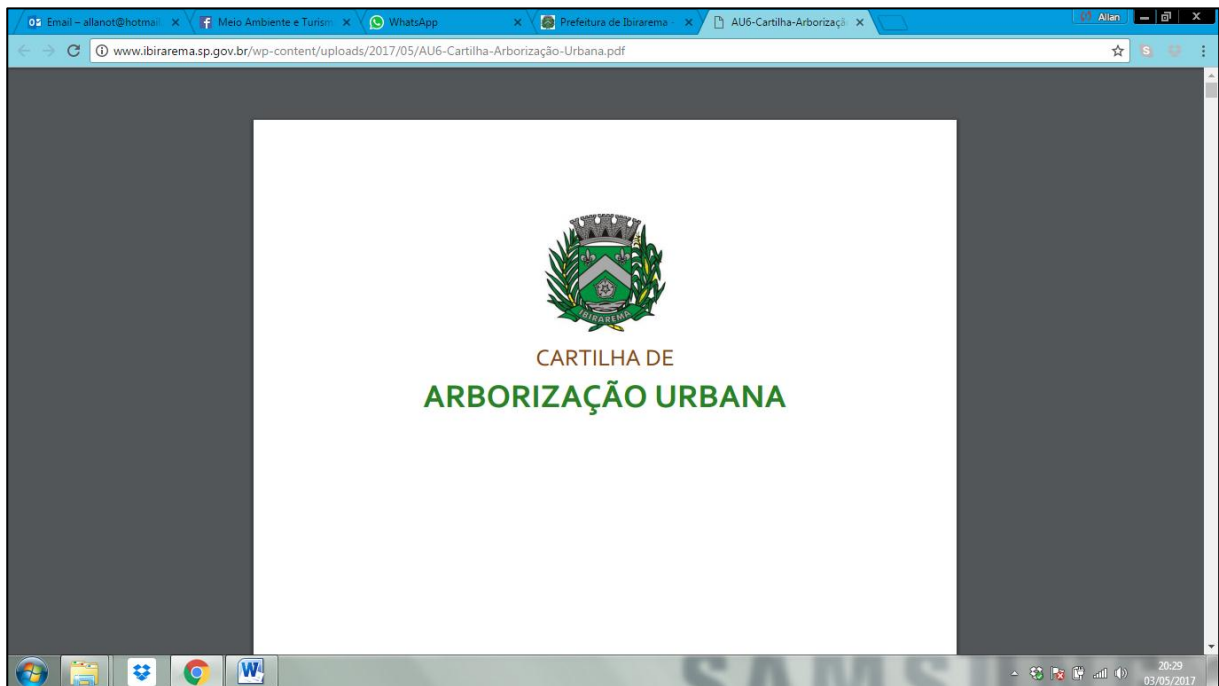 Email – allanot@hotmail
Meio Ambiente e Turism
WhatsApp
Prefeitura de Ibirarema -
AU6-Cartilha-Arborizaçã
Allan
www.ibirarema.sp.gov.br/wp-content/uploads/2017/05/AU6-Cartilha-Arborização-Urbana.pdf
IBIRAREMA
CARTILHA DE
ARBORIZAÇÃO URBANA
20:29
03/05/2017